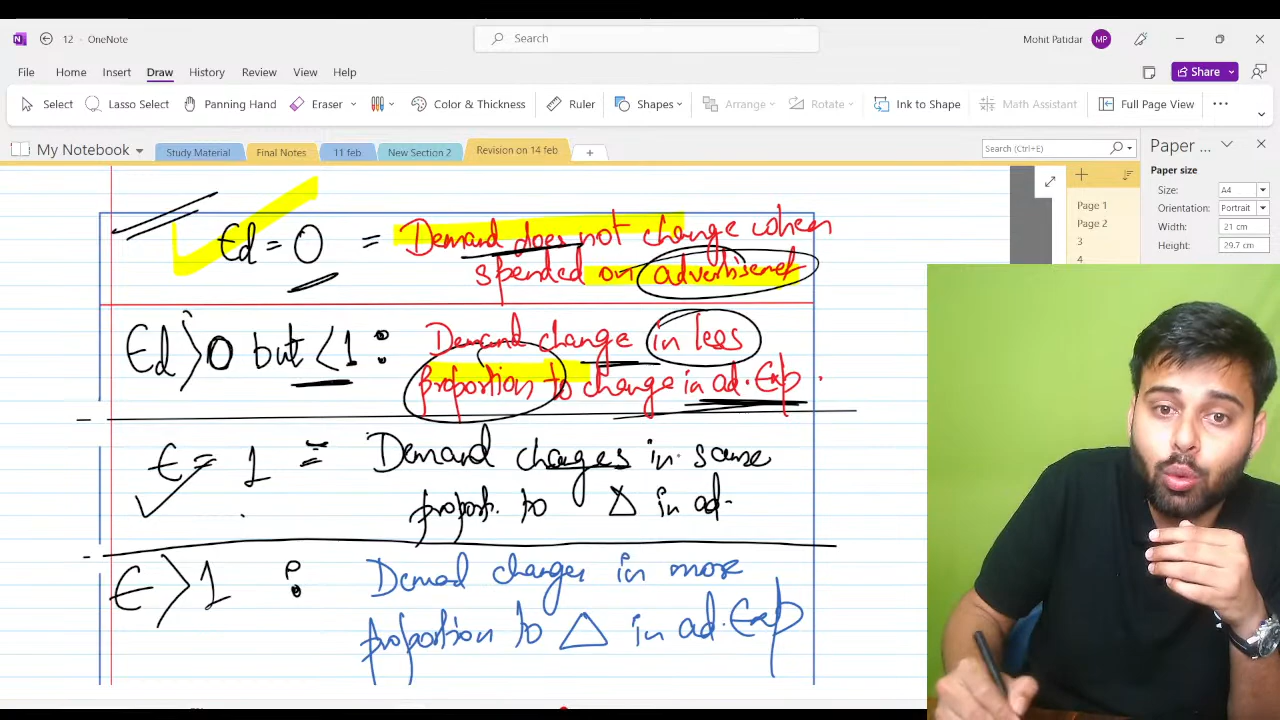 12 - OneNote
Search
Mohit Patidar MP
File Home Insert Draw History Review View Help
Share
Select Lasso Select Panning Hand Eraser Color & Thickness Ruler Shapes Arrange Rotate Ink to Shape Math Assistant Full Page View
My Notebook
Study Material Final Notes 11 feb New Section 2 Revision on 14 feb
Search (Ctrl+E)
Paper ...
Paper size
Size: A4
Orientation: Portrait
Width: 21 cm
Height: 29.7 cm
Page 1
Page 2
3
4
Ed = 0 = Demand does not change when
spended on advertisenet
Ed > 0 but < 1 : Demand change in less
proportion to change in ad. Exp.
E = 1 = Demand chages in same
proport. to Δ in ad.
E > 1 : Demad changes in more
proportion to Δ in ad. Exp